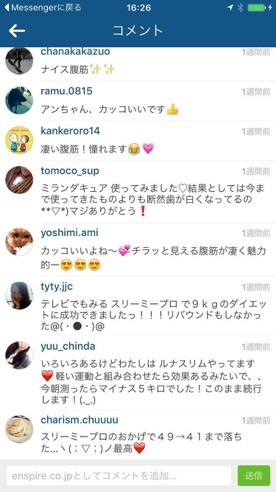 Messengerに戻る
16:26
コメント
chanakakazuo
1週間前
ナイス腹筋✨✨
ramu.0815
1週間前
アンちゃん、カッコいいです👍
kankeroro14
1週間前
凄い腹筋！憧れます😂💗
tomoco_sup
1週間前
ミランダキュア 使ってみました♡結果としては今ま
で使ってきたものよりも断然歯が白くなってるの
**▽*)マジありがとう❗
yoshimi.ami
1週間前
カッコいいよね〜💞チラッと見える腹筋が凄く魅力
的ー😍😍😍
tyty.jjc
1週間前
テレビでもみる スリーミープロ で９ｋｇのダイエッ
トに成功できましたっ！！！リバウンドもしなかっ
た@(・●・)@
yuu_chinda
1週間前
いろいろあるけどわたしは ルナスリムやってます
❤ 軽い運動と組み合わせたら効果あるみたいで、、
今朝測ったらマイナス５キロでした！このまま続行し
ます！(._.)
charism.chuuuu
1週間前
スリーミープロのおかげで４９→４１まで落ち
た...ヽ(；▽；)ノ最高❤
enspire.co.jpとしてコメントを追加...
送信